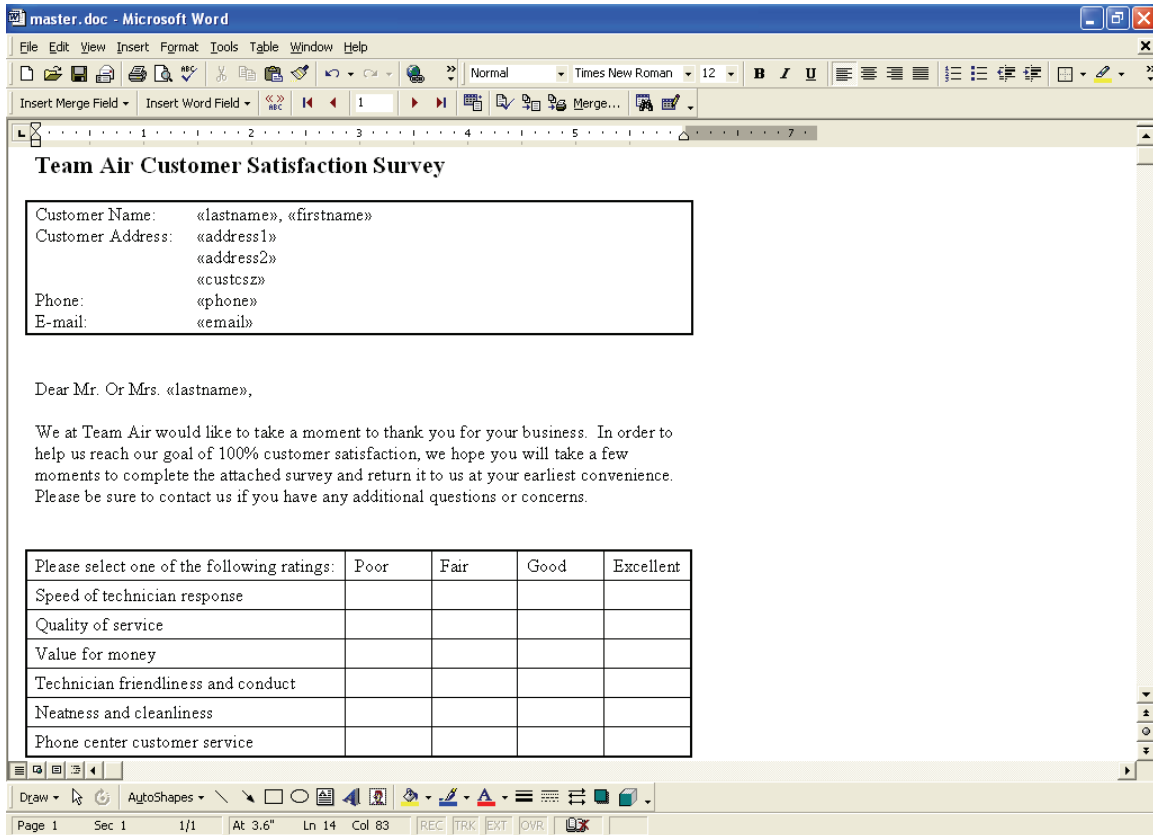 master.doc - Microsoft Word
File Edit View Insert Format Tools Table Window Help
Normal Times New Roman 12 B I U
Insert Merge Field Insert Word Field «» ABC 1 Merge...
1 2 3 4 5 7
Team Air Customer Satisfaction Survey
Customer Name: «lastname», «firstname»
Customer Address: «address1»
«address2»
«custcsz»
Phone: «phone»
E-mail: «email»
Dear Mr. Or Mrs. «lastname»,
We at Team Air would like to take a moment to thank you for your business. In order to
help us reach our goal of 100% customer satisfaction, we hope you will take a few
moments to complete the attached survey and return it to us at your earliest convenience.
Please be sure to contact us if you have any additional questions or concerns.
Please select one of the following ratings: Poor Fair Good Excellent
Speed of technician response
Quality of service
Value for money
Technician friendliness and conduct
Neatness and cleanliness
Phone center customer service
Draw AutoShapes
Page 1 Sec 1 1/1 At 3.6" Ln 14 Col 83 REC TRK EXT OVR